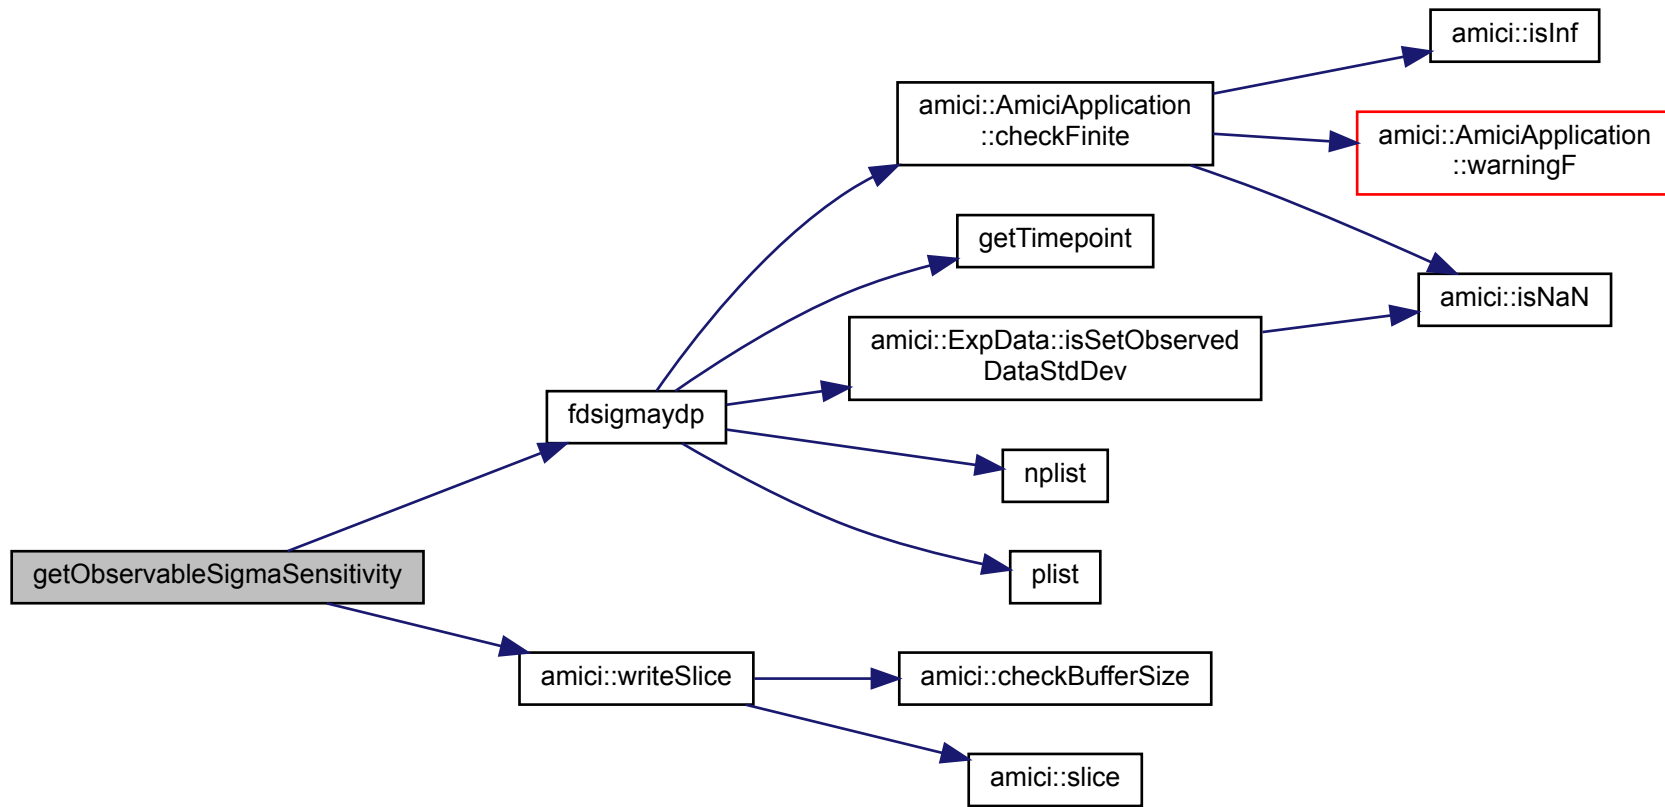 amici::isInf
amici::AmiciApplication
::checkFinite
amici::AmiciApplication
::warningF
getTimepoint
amici::isNaN
amici::ExpData::isSetObserved
DataStdDev
fdsigmaydp
nplist
getObservableSigmaSensitivity
plist
amici::writeSlice
amici::checkBufferSize
amici::slice